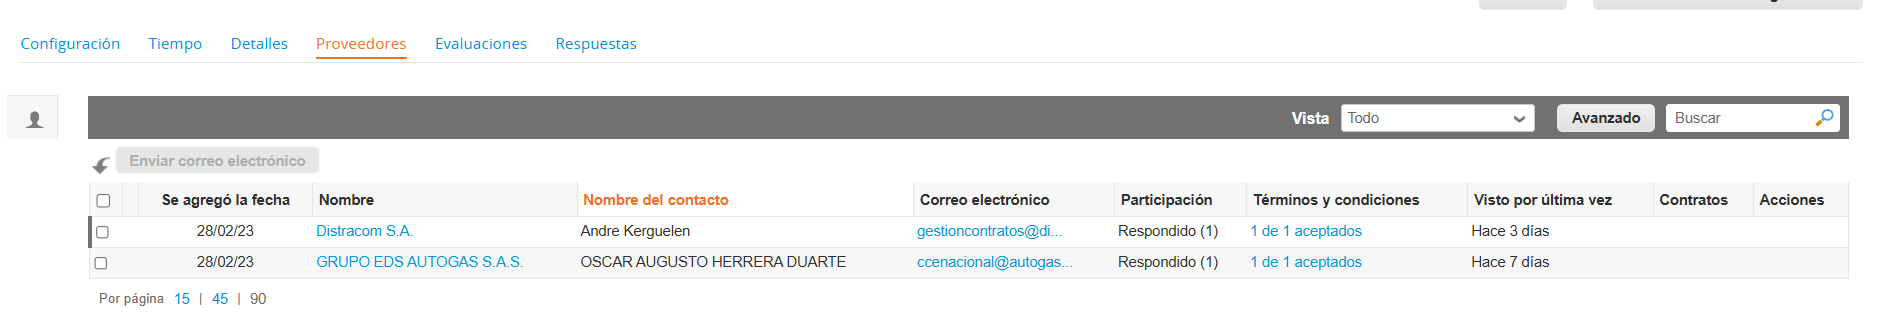 Configuración Tiempo Detalles Proveedores Evaluaciones Respuestas
Vista Todo Avanzado Buscar
Enviar correo electrónico
Se agregó la fecha Nombre Nombre del contacto Correo electrónico Participación Términos y condiciones Visto por última vez Contratos Acciones
28/02/23 Distracom S.A. Andre Kerguelen gestioncontratos@di... Respondido (1) 1 de 1 aceptados Hace 3 días
28/02/23 GRUPO EDS AUTOGAS S.A.S. OSCAR AUGUSTO HERRERA DUARTE ccenacional@autogas... Respondido (1) 1 de 1 aceptados Hace 7 días
Por página 15 | 45 | 90